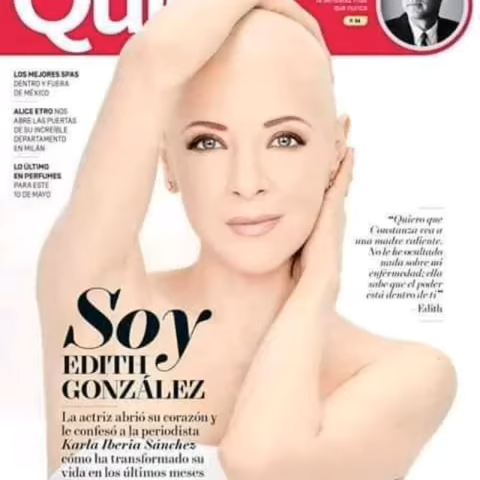 Qui
que nunca
P. 94
LOS MEJORES SPAS
DENTRO Y FUERA
DE MÉXICO
ALICE ETRO NOS
ABRE LAS PUERTAS
DE SU INCREÍBLE
DEPARTAMENTO
EN MILÁN
LO ÚLTIMO
EN PERFUMES
PARA ESTE
10 DE MAYO
"Quiero que
Constanza vea a
una madre valiente.
No le he ocultado
nada sobre mi
enfermedad; ella
sabe que el poder
está dentro de ti"
Edith
Soy
EDITH
GONZÁLEZ
La actriz abrió su corazón y
le confesó a la periodista
Karla Iberia Sánchez
cómo ha transformado su
vida en los últimos meses